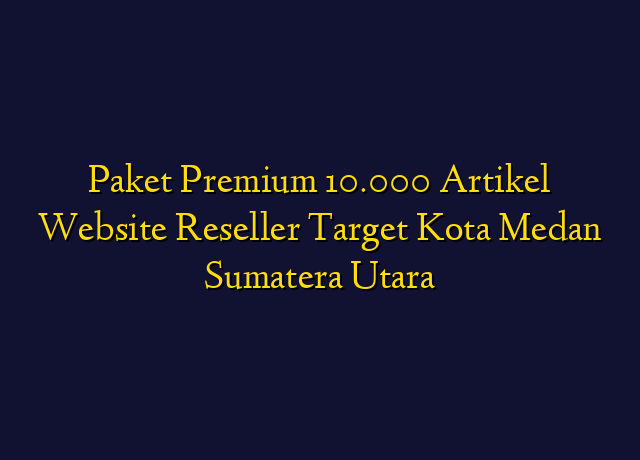 Paket Premium 10.000 Artikel
Website Reseller Target Kota Medan
Sumatera Utara